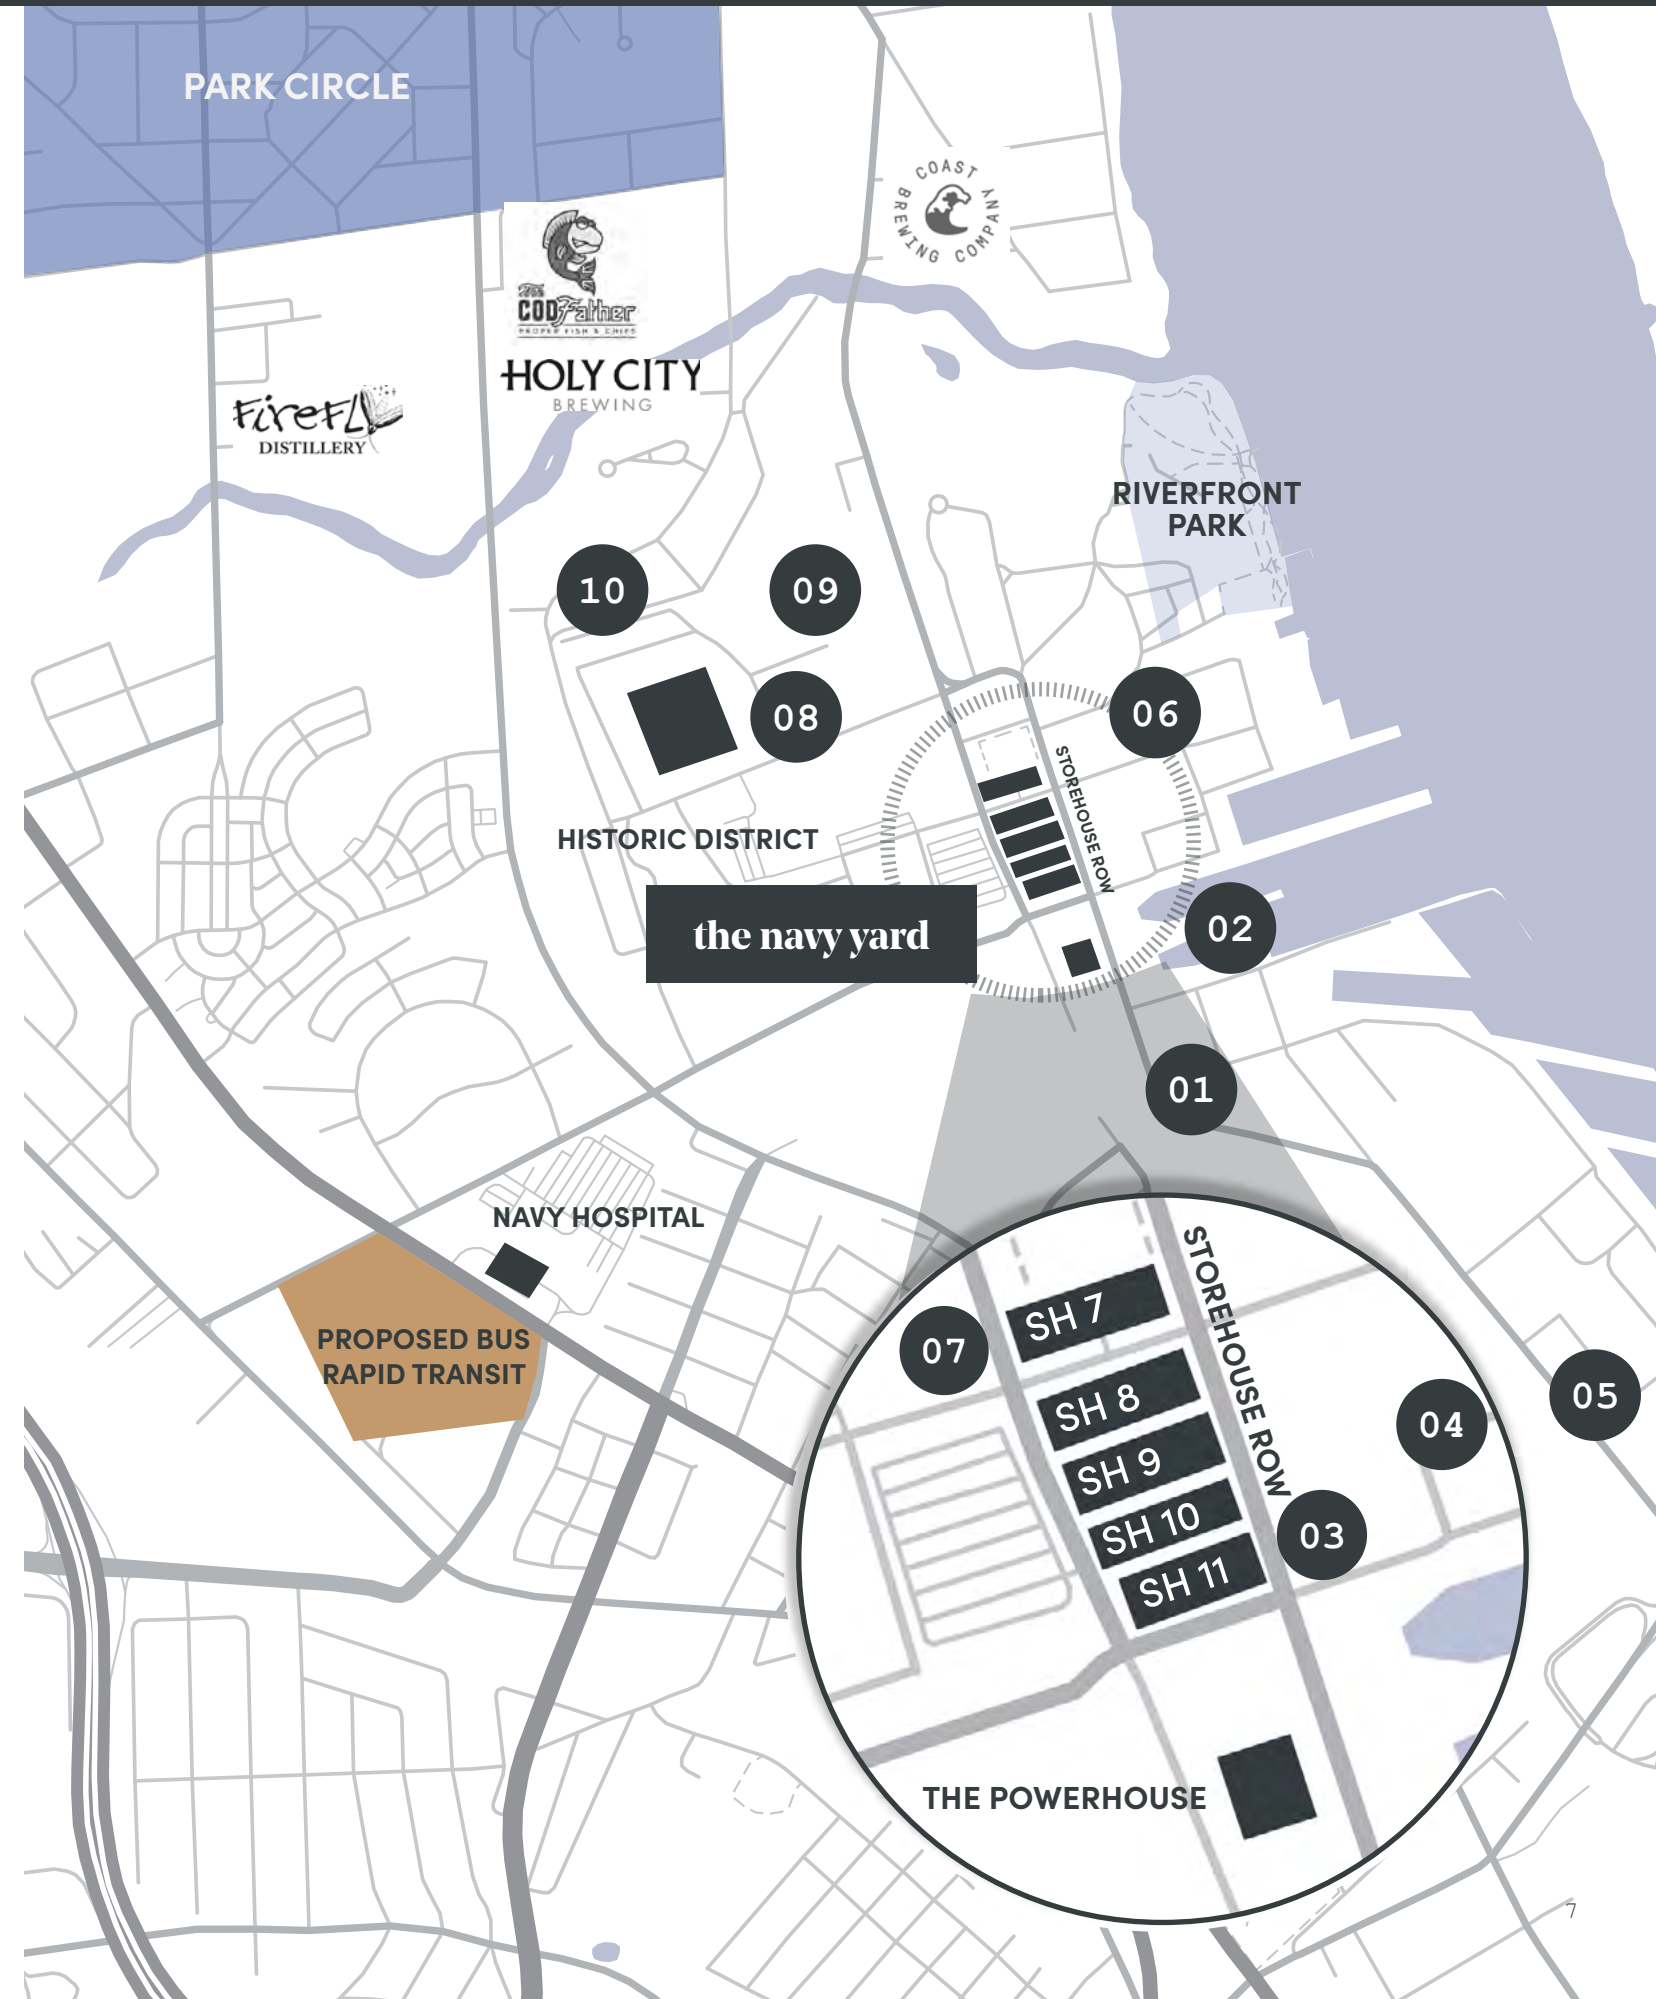 PARK CIRCLE
COAST
BREWING COMPANY
The
CODFather
PROPER FISH & CHIPS
HOLY CITY
BREWING
FIREFLY
DISTILLERY
RIVERFRONT
PARK
10
09
08
06
STOREHOUSE ROW
HISTORIC DISTRICT
the navy yard
02
01
NAVY HOSPITAL
PROPOSED BUS
RAPID TRANSIT
STOREHOUSE ROW
SH 7
07
SH 8
05
04
SH 9
SH 10
03
SH 11
THE POWERHOUSE
7